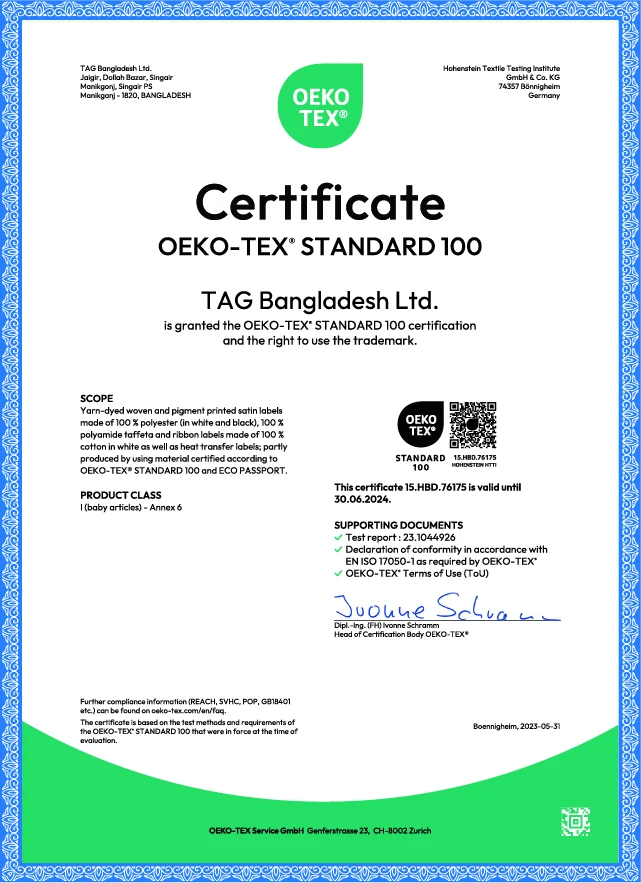 TAG Bangladesh Ltd.
Jaigir, Dollah Bazar, Singair
Manikgonj, Singair PS
Manikganj - 1820, BANGLADESH
Hohenstein Textile Testing Institute
GmbH & Co. KG
74357 Bönnigheim
Germany
OEKO
TEX®
Certificate
OEKO-TEX® STANDARD 100
TAG Bangladesh Ltd.
is granted the OEKO-TEX® STANDARD 100 certification
and the right to use the trademark.
SCOPE
Yarn-dyed woven and pigment printed satin labels
made of 100 % polyester (in white and black), 100 %
polyamide taffeta and ribbon labels made of 100 %
cotton in white as well as heat transfer labels; partly
produced by using material certified according to
OEKO-TEX® STANDARD 100 and ECO PASSPORT.
PRODUCT CLASS
I (baby articles) - Annex 6
OEKO
TEX®
STANDARD
100
15.HBD.76175
HOHENSTEIN HTTI
This certificate 15.HBD.76175 is valid until
30.06.2024.
SUPPORTING DOCUMENTS
✓ Test report : 23.1044926
✓ Declaration of conformity in accordance with
EN ISO 17050-1 as required by OEKO-TEX®
✓ OEKO-TEX® Terms of Use (ToU)
Ivonne Schramm
Dipl.-Ing. (FH) Ivonne Schramm
Head of Certification Body OEKO-TEX®
Further compliance information (REACH, SVHC, POP, GB18401
etc.) can be found on oeko-tex.com/en/faq.
The certificate is based on the test methods and requirements of
the OEKO-TEX® STANDARD 100 that were in force at the time of
evaluation.
Boennigheim, 2023-05-31
OEKO-TEX Service GmbH Genferstrasse 23, CH-8002 Zurich